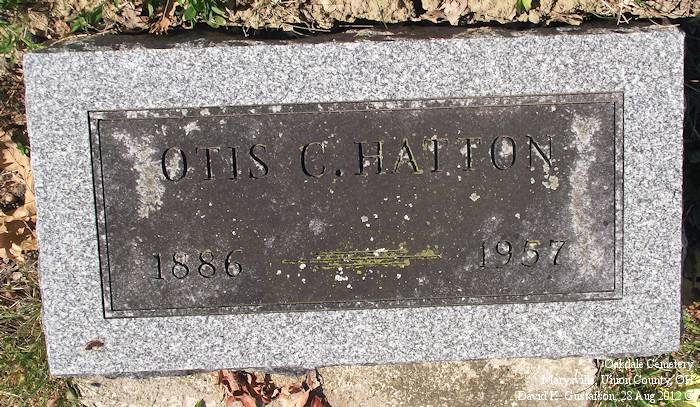 OTIS C. HATTON
1886 1957
Oakdale Cemetery
Marysville, Union County, OH
David K. Gustafson, 28 Aug 2012 ©